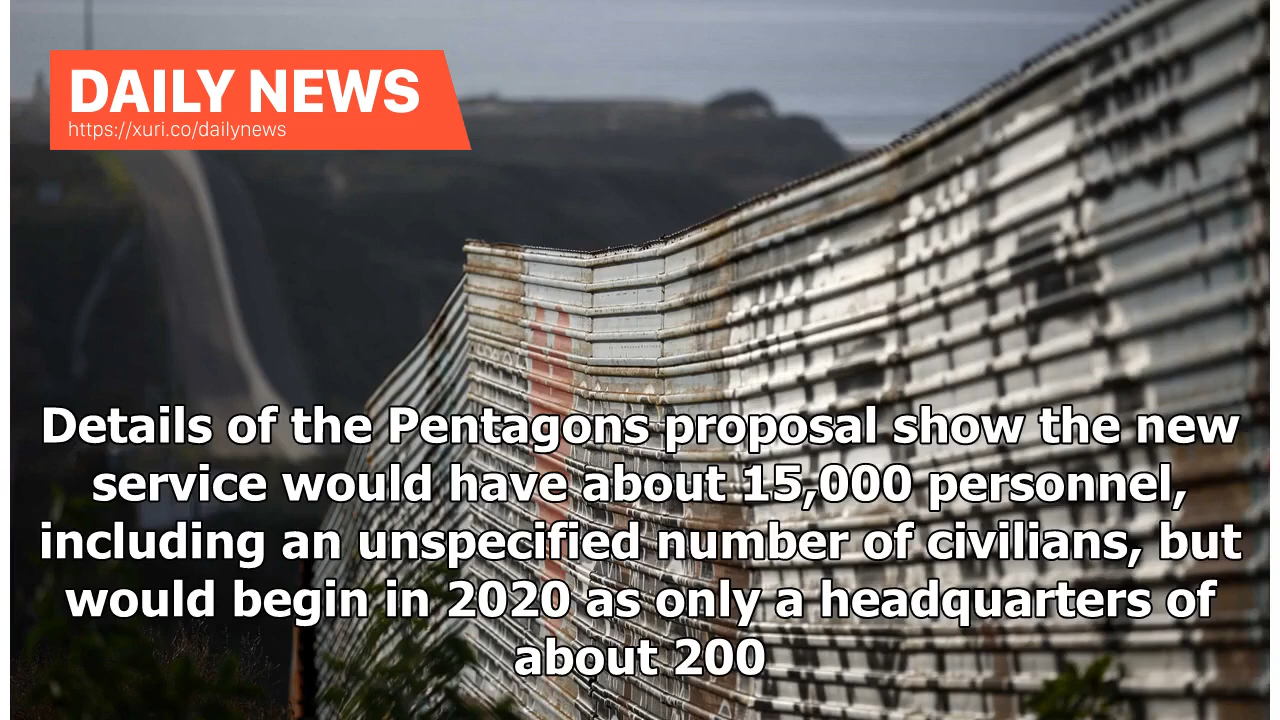 DAILY NEWS
https://xuri.co/dailynews
Details of the Pentagons proposal show the new
service would have about 15,000 personnel,
including an unspecified number of civilians, but
would begin in 2020 as only a headquarters of
about 200